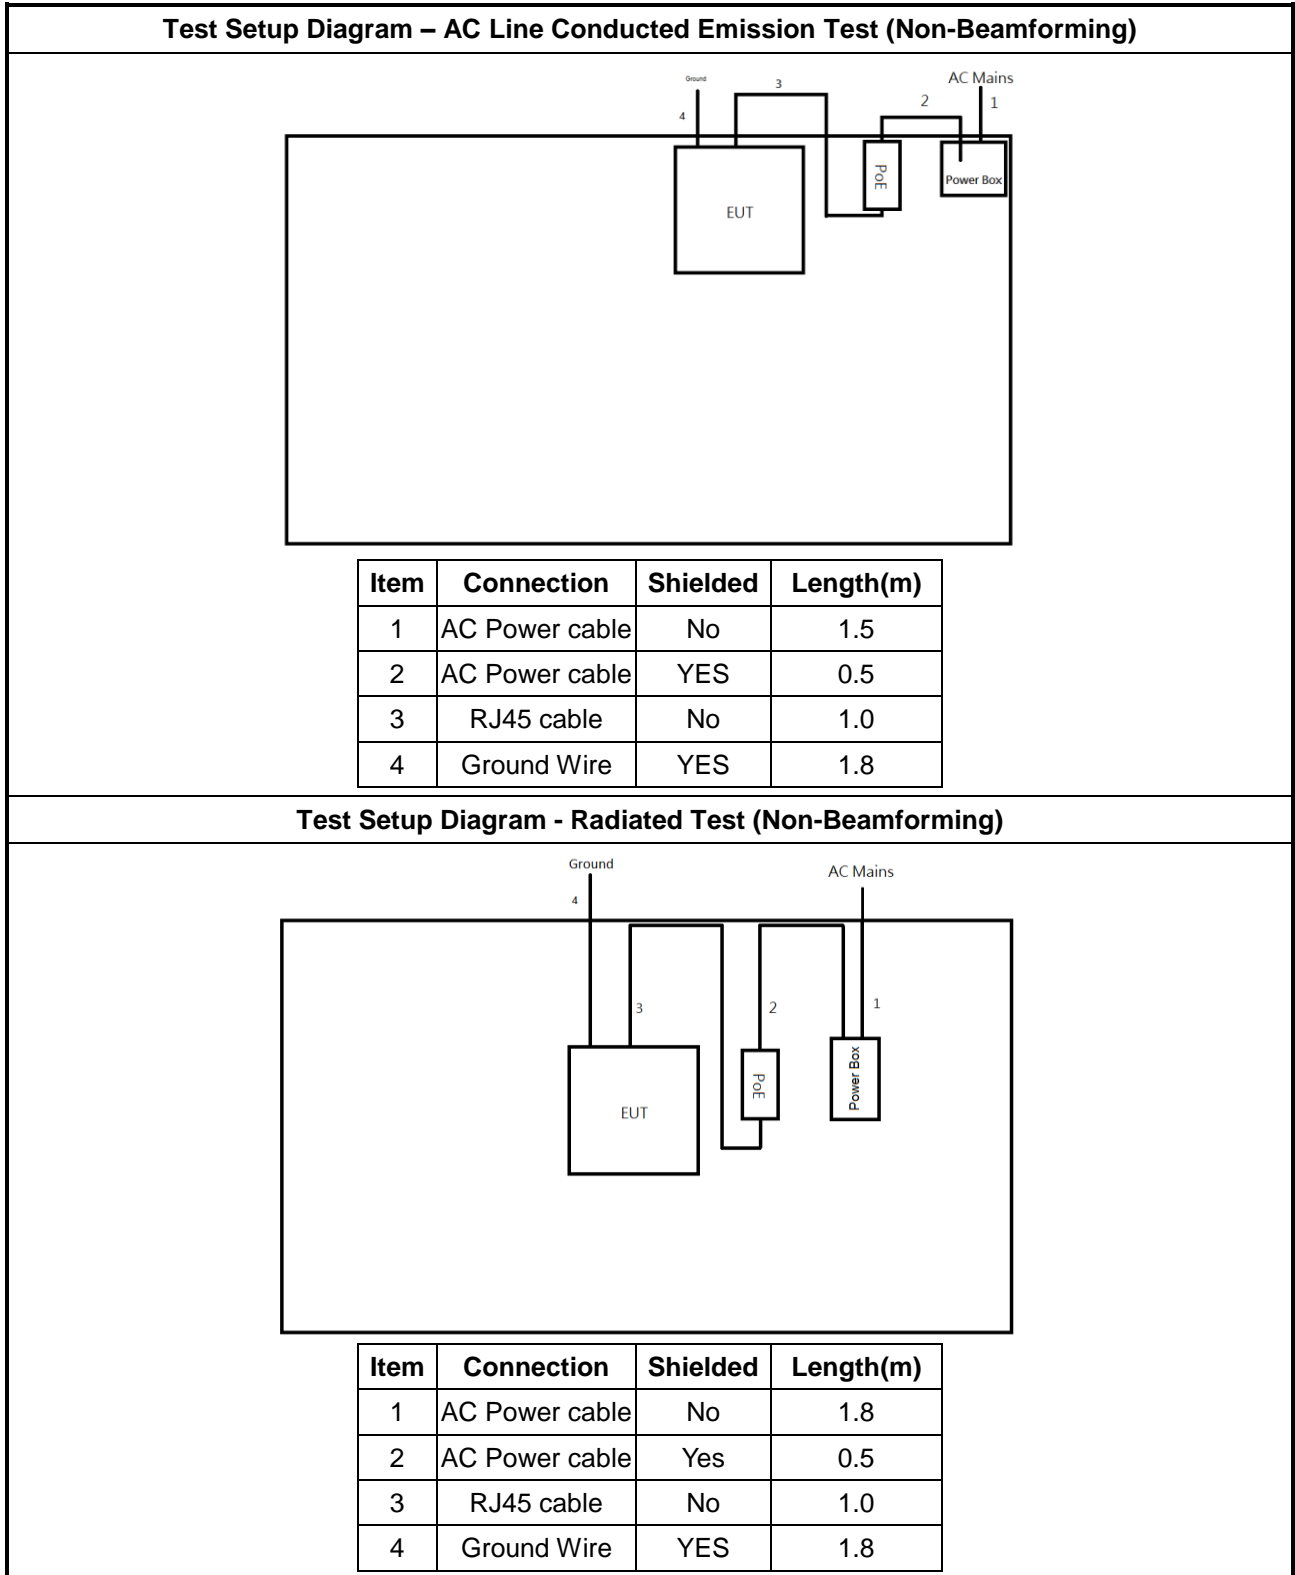 Test Setup Diagram – AC Line Conducted Emission Test (Non-Beamforming)
Ground
3
AC Mains
2
1
4
PoE
Power Box
EUT
Item Connection Shielded Length(m)
1 AC Power cable No 1.5
2 AC Power cable YES 0.5
3 RJ45 cable No 1.0
4 Ground Wire YES 1.8
Test Setup Diagram - Radiated Test (Non-Beamforming)
Ground
AC Mains
4
3
2
1
PoE
Power Box
EUT
Item Connection Shielded Length(m)
1 AC Power cable No 1.8
2 AC Power cable Yes 0.5
3 RJ45 cable No 1.0
4 Ground Wire YES 1.8